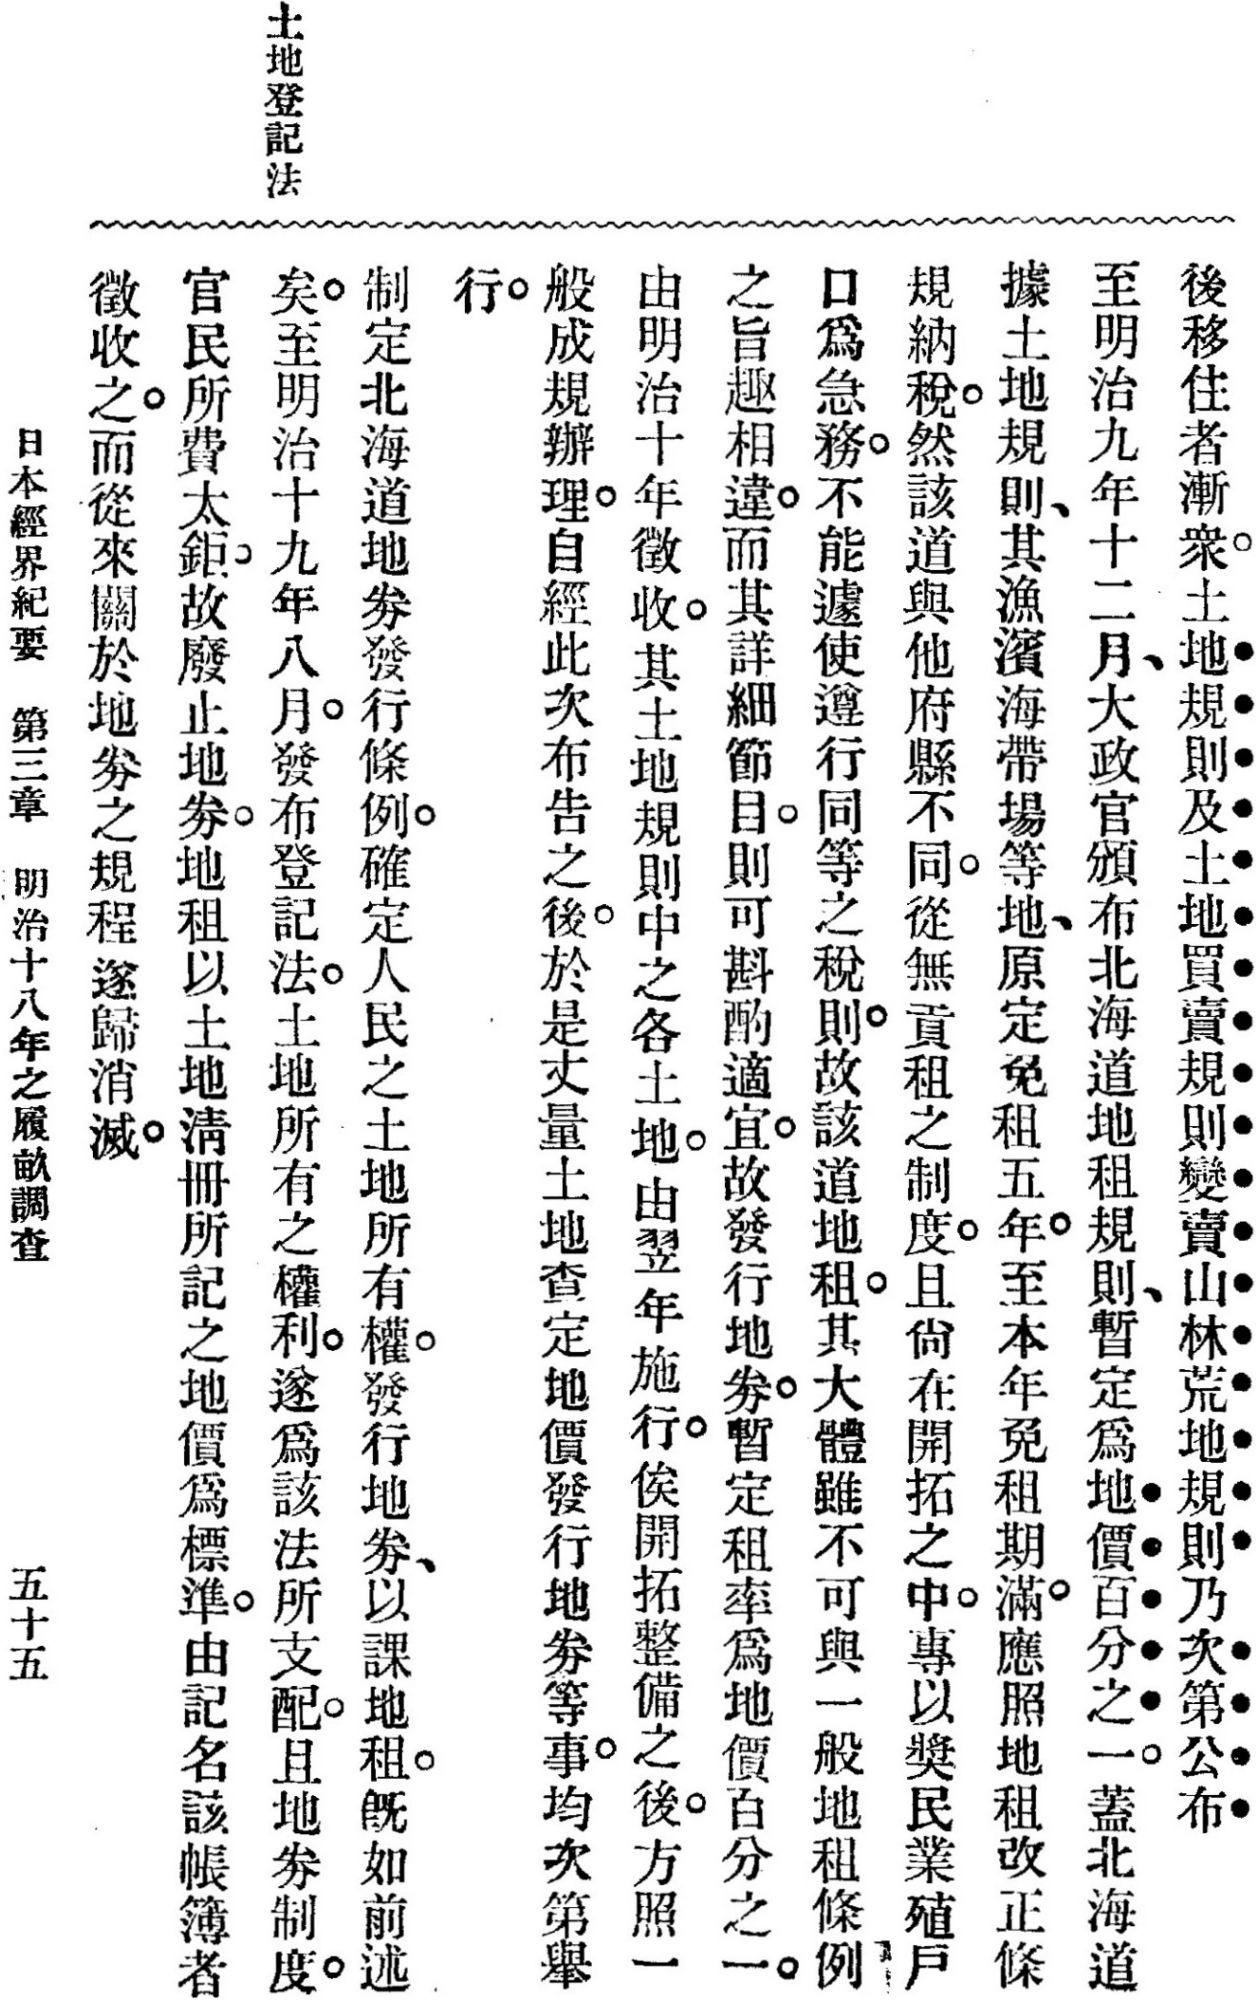 土地登記法
後移住者漸衆。土地規則及土地買賣規則變賣山林荒地規則乃次第公布
至明治九年十二月、大政官頒布北海道地租規則、暫定爲地價百分之一。蓋北海道
據土地規則、其漁濱海帶場等地、原定免租五年。至本年免租期滿。應照地租改正條
規納稅。然該道與他府縣不同。從無貢租之制度。且尙在開拓之中。專以奬民業殖戶
口爲急務。不能遽使遵行同等之稅則。故該道地租。其大體雖不可與一般地租條例
之旨趣相違。而其詳細節目。則可斟酌適宜。故發行地劵。暫定租率爲地價百分之一。
由明治十年徵收。其土地規則中之各土地。由翌年施行。俟開拓整備之後。方照一
般成規辦理。自經此次布告之後。於是丈量土地查定地價發行地劵等事。均次第舉
行。
制定北海道地劵發行條例。確定人民之土地所有權。發行地劵、以課地租。旣如前述
矣。至明治十九年八月。發布登記法。土地所有之權利。遂爲該法所支配。且地劵制度。
官民所費太鉅。故廢止地劵。地租以土地淸冊所記之地價爲標準。由記名該帳簿者
徵收之。而從來關於地劵之規程遂歸消滅。
日本經界紀要 第三章 明治十八年之履畝調查 五十五